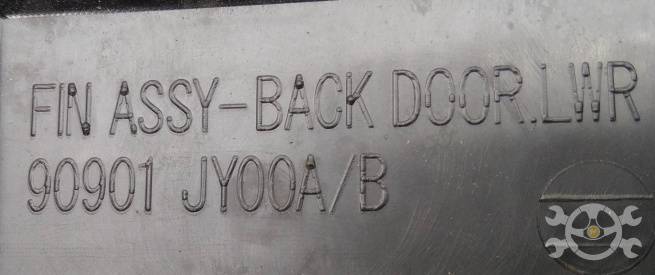 FIN ASSY-BACK DOOR.LWR
90901 JY00A/B